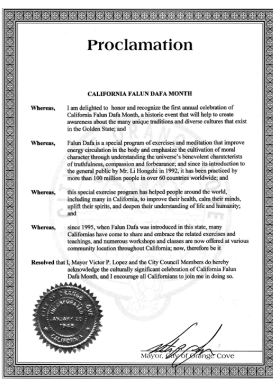 Proclamation
CALIFORNIA FALUN DAFA MONTH
Whereas, I am delighted to honor and recognize the first annual celebration of
California Falun Dafa Month, a historic event that will help to create
awareness about the many unique traditions and diverse cultures that exist
in the Golden State; and
Whereas, Falun Dafa is a special program of exercises and meditation that improve
energy circulation in the body and emphasize the cultivation of moral
character through understanding the universe's benevolent characteristics
of truthfulness, compassion and forbearance; and since its introduction to
the general public by Mr. Li Hongzhi in 1992, it has been practiced by
more than 100 million people in over 60 countries worldwide; and
Whereas, this special exercise program has helped people around the world,
including many in California, to improve their health, calm their minds,
uplift their spirits, and deepen their understanding of life and humanity;
and
Whereas, since 1995, when Falun Dafa was introduced in this state, many
Californias have come to share and embrace the related exercises and
teachings, and numerous workshops and classes are now offered at various
community location throughout California; now, therefore be it
Resolved that I, Mayor Victor P. Lopez and the City Council Members do hereby
acknowledge the culturally significant celebration of California Falun
Dafa Month, and I encourage all Californians to join me in doing so.
Mayor, City of Orange Cove